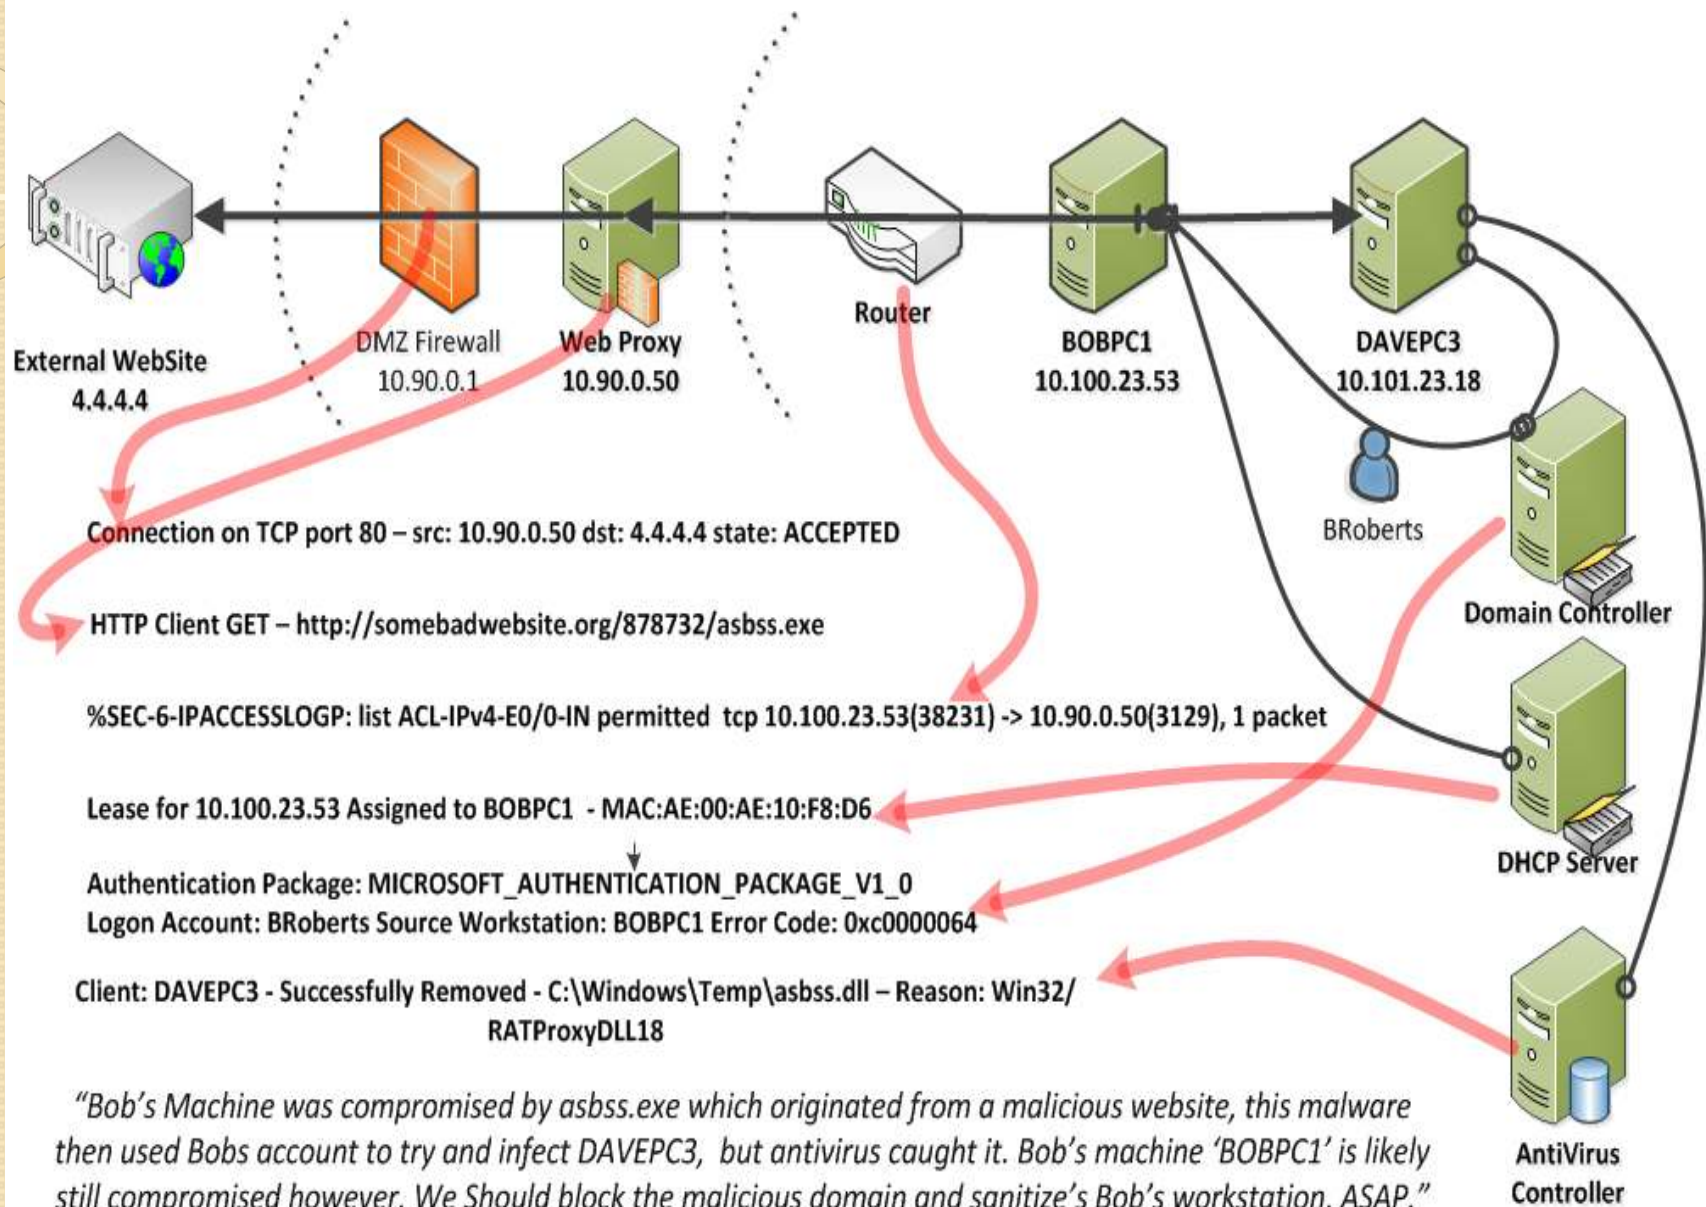 External WebSite
4.4.4.4
DMZ Firewall
10.90.0.1
Web Proxy
10.90.0.50
Router
BOBPC1
10.100.23.53
DAVEPC3
10.101.23.18
BRoberts
Domain Controller
DHCP Server
AntiVirus
Controller
Connection on TCP port 80 – src: 10.90.0.50 dst: 4.4.4.4 state: ACCEPTED
HTTP Client GET – http://somebadwebsite.org/878732/asbss.exe
%SEC-6-IPACCESSLOGP: list ACL-IPv4-E0/0-IN permitted  tcp 10.100.23.53(38231) -> 10.90.0.50(3129), 1 packet
Lease for 10.100.23.53 Assigned to BOBPC1  - MAC:AE:00:AE:10:F8:D6
Authentication Package: MICROSOFT_AUTHENTICATION_PACKAGE_V1_0
Logon Account: BRoberts Source Workstation: BOBPC1 Error Code: 0xc0000064
Client: DAVEPC3 - Successfully Removed - C:\Windows\Temp\asbss.dll – Reason: Win32/
RATProxyDLL18
“Bob’s Machine was compromised by asbss.exe which originated from a malicious website, this malware
then used Bobs account to try and infect DAVEPC3,  but antivirus caught it. Bob’s machine ‘BOBPC1’ is likely
still compromised however. We Should block the malicious domain and sanitize’s Bob’s workstation, ASAP.”